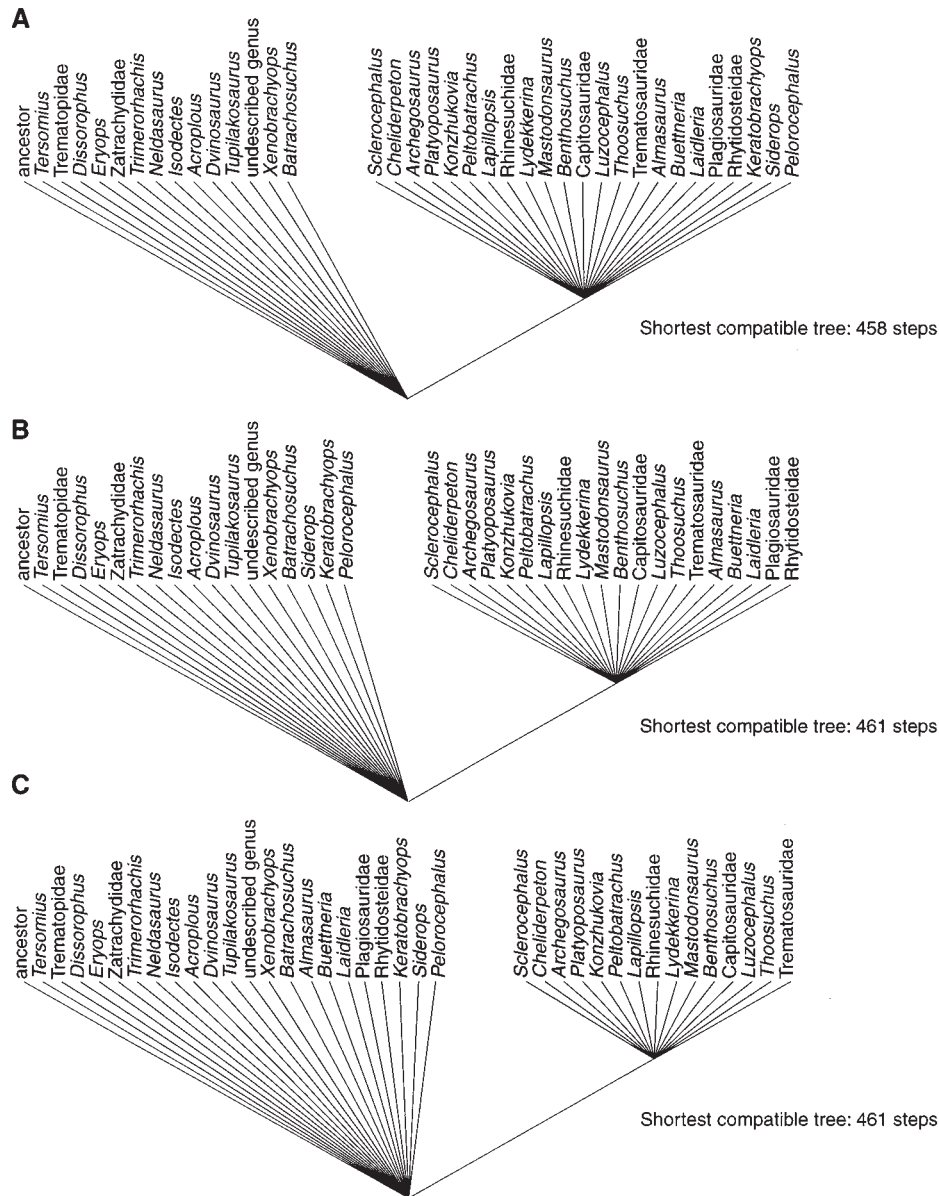 A
ancestor
Tersomius
Trematopidae
Dissorophus
Eryops
Zatrachydidae
Trimerorhachis
Neldasaurus
Isodectes
Acroplous
Dvinosaurus
Tupilakosaurus
undescribed genus
Xenobrachyops
Batrachosuchus
Sclerocephalus
Cheliderpeton
Archegosaurus
Platyoposaurus
Konzhukovia
Peltobatrachus
Lapillopsis
Rhinesuchidae
Lydekkerina
Mastodonsaurus
Benthosuchus
Capitosauridae
Luzocephalus
Thoosuchus
Trematosauridae
Almasaurus
Buettneria
Laidleria
Plagiosauridae
Rhytidosteidae
Keratobrachyops
Siderops
Pelorocephalus
Shortest compatible tree: 458 steps
B
ancestor
Tersomius
Trematopidae
Dissorophus
Eryops
Zatrachydidae
Trimerorhachis
Neldasaurus
Isodectes
Acroplous
Dvinosaurus
Tupilakosaurus
undescribed genus
Xenobrachyops
Batrachosuchus
Siderops
Keratobrachyops
Pelorocephalus
Sclerocephalus
Cheliderpeton
Archegosaurus
Platyoposaurus
Konzhukovia
Peltobatrachus
Lapillopsis
Rhinesuchidae
Lydekkerina
Mastodonsaurus
Benthosuchus
Capitosauridae
Luzocephalus
Thoosuchus
Trematosauridae
Almasaurus
Buettneria
Laidleria
Plagiosauridae
Rhytidosteidae
Shortest compatible tree: 461 steps
C
ancestor
Tersomius
Trematopidae
Dissorophus
Eryops
Zatrachydidae
Trimerorhachis
Neldasaurus
Isodectes
Acroplous
Dvinosaurus
Tupilakosaurus
undescribed genus
Xenobrachyops
Batrachosuchus
Almasaurus
Buettneria
Laidleria
Plagiosauridae
Rhytidosteidae
Keratobrachyops
Siderops
Pelorocephalus
Sclerocephalus
Cheliderpeton
Archegosaurus
Platyoposaurus
Konzhukovia
Peltobatrachus
Lapillopsis
Rhinesuchidae
Lydekkerina
Mastodonsaurus
Benthosuchus
Capitosauridae
Luzocephalus
Thoosuchus
Trematosauridae
Shortest compatible tree: 461 steps